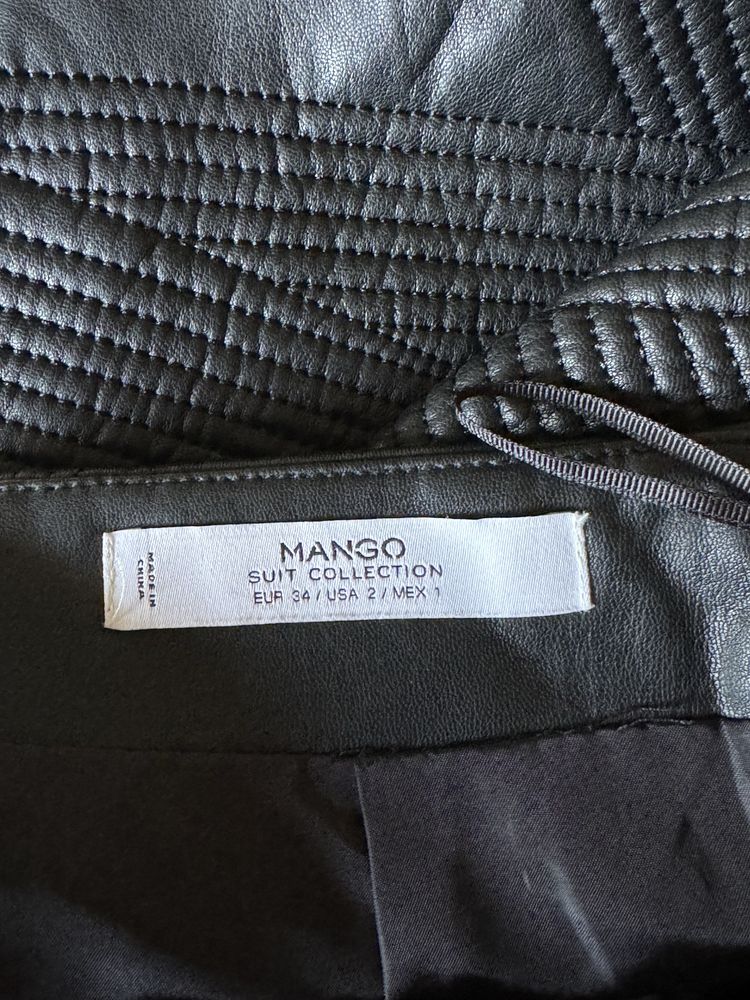 MANGO
SUIT COLLECTION
EUR 34 / USA 2 / MEX 1
MADE IN
CHINA